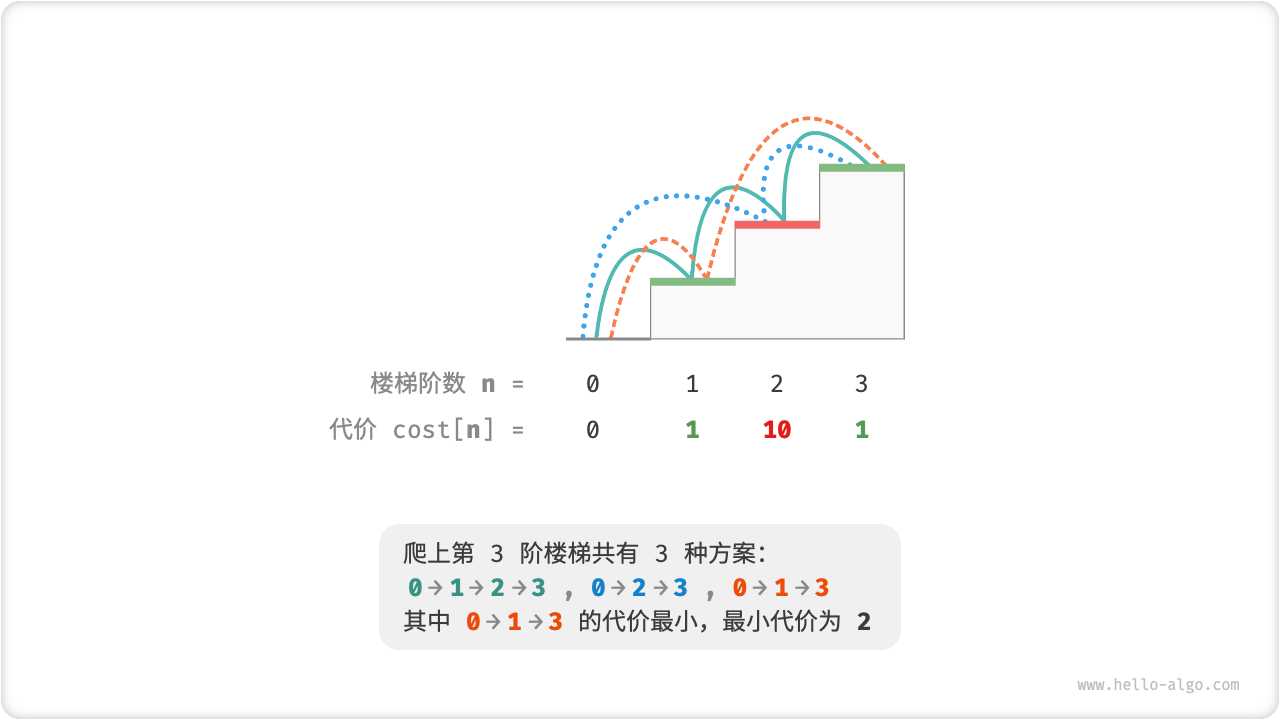 楼梯阶数 n = 0 1 2 3
代价 cost[n] = 0 1 10 1
爬上第 3 阶楼梯共有 3 种方案：
0→1→2→3 , 0→2→3 , 0→1→3
其中 0→1→3 的代价最小，最小代价为 2
www.hello-algo.com